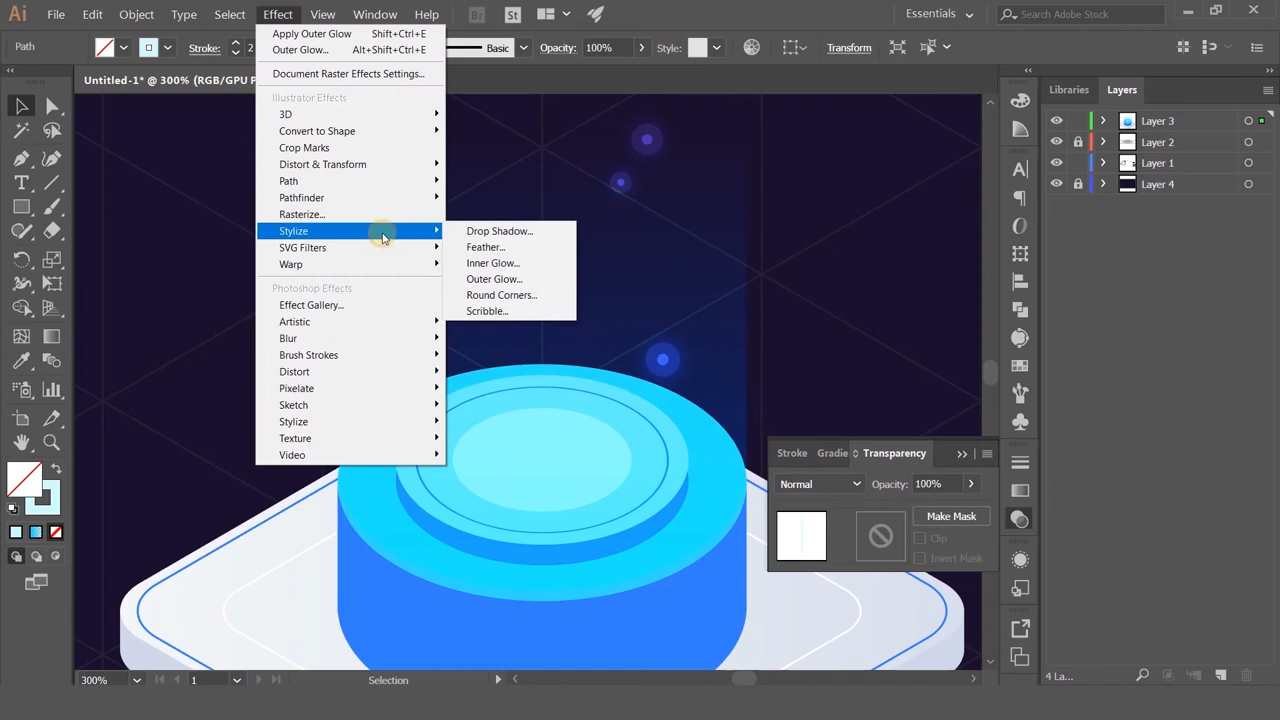 Ai File Edit Object Type Select Effect View Window Help Br St Essentials Search Adobe Stock
Path Stroke: 2 Basic Opacity: 100% Style: Transform
Untitled-1* @ 300% (RGB/GPU
Apply Outer Glow Shift+Ctrl+E
Outer Glow... Alt+Shift+Ctrl+E
Document Raster Effects Settings...
Illustrator Effects
3D
Convert to Shape
Crop Marks
Distort & Transform
Path
Pathfinder
Rasterize...
Stylize
SVG Filters
Warp
Photoshop Effects
Effect Gallery...
Artistic
Blur
Brush Strokes
Distort
Pixelate
Sketch
Stylize
Texture
Video
Drop Shadow...
Feather...
Inner Glow...
Outer Glow...
Round Corners...
Scribble...
Libraries Layers
Layer 3
Layer 2
Layer 1
Layer 4
Stroke Gradie Transparency
Normal Opacity: 100%
Make Mask
Clip
Invert Mask
300% 1 Selection
4 La...